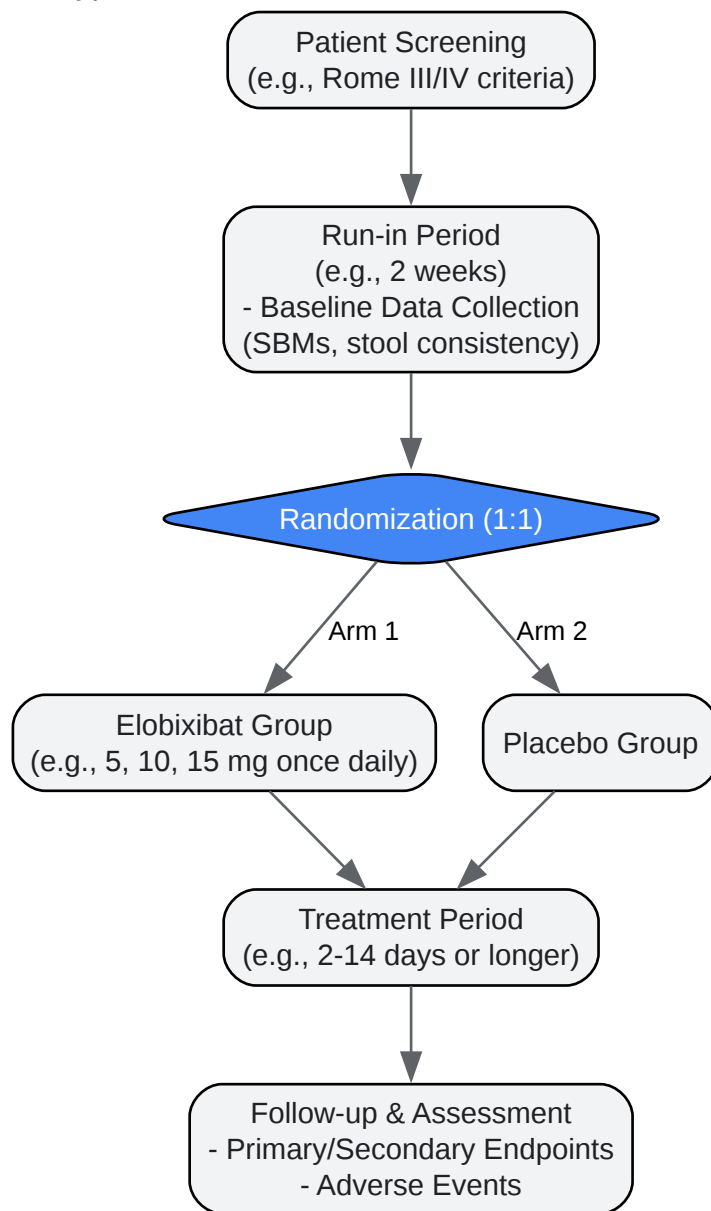 Patient Screening
(e.g., Rome III/IV criteria)
Run-in Period
(e.g., 2 weeks)
- Baseline Data Collection
(SBMs, stool consistency)
Randomization (1:1)
Arm 1
Arm 2
Elobixibat Group
(e.g., 5, 10, 15 mg once daily)
Placebo Group
Treatment Period
(e.g., 2-14 days or longer)
Follow-up & Assessment
- Primary/Secondary Endpoints
- Adverse Events